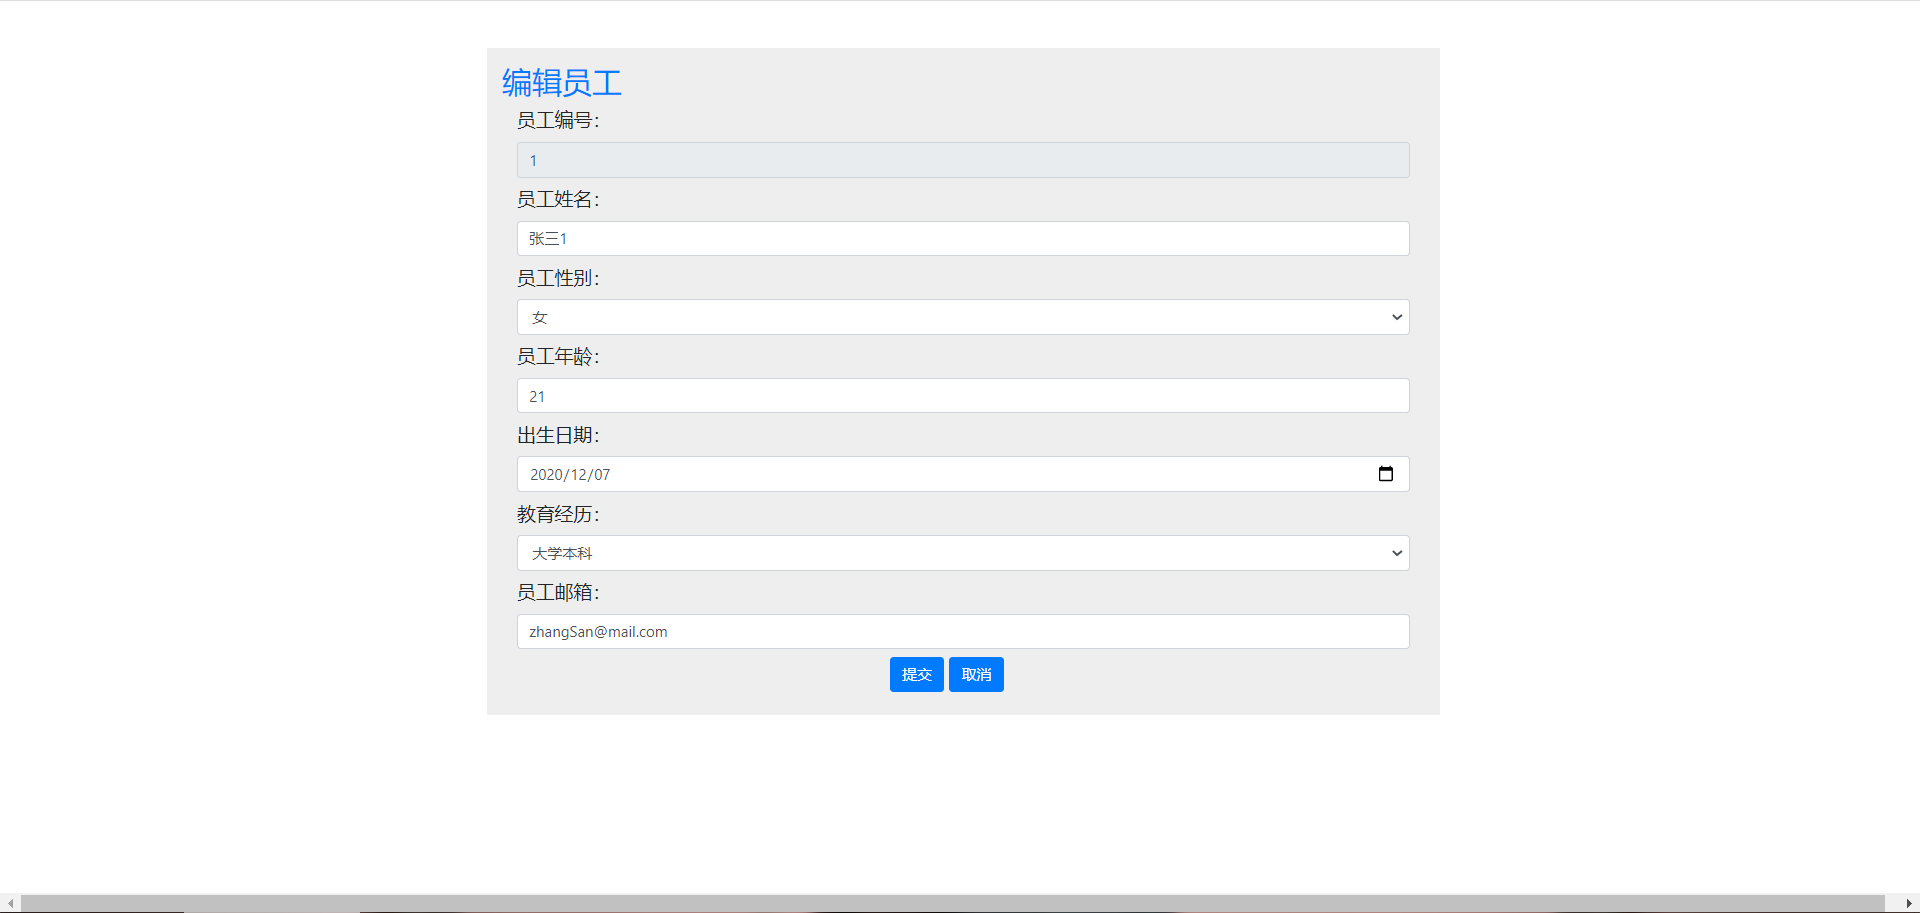 编辑员工
员工编号：
1
员工姓名：
张三1
员工性别：
女
员工年龄：
21
出生日期：
2020/12/07
教育经历：
大学本科
员工邮箱：
zhangSan@mail.com
提交 取消